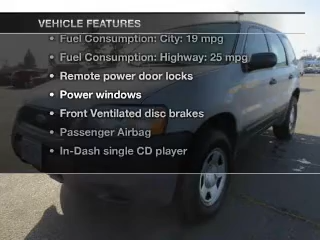 VEHICLE FEATURES
• Fuel Consumption: City: 19 mpg
• Fuel Consumption: Highway: 25 mpg
• Remote power door locks
• Power windows
• Front Ventilated disc brakes
• Passenger Airbag
• In-Dash single CD player